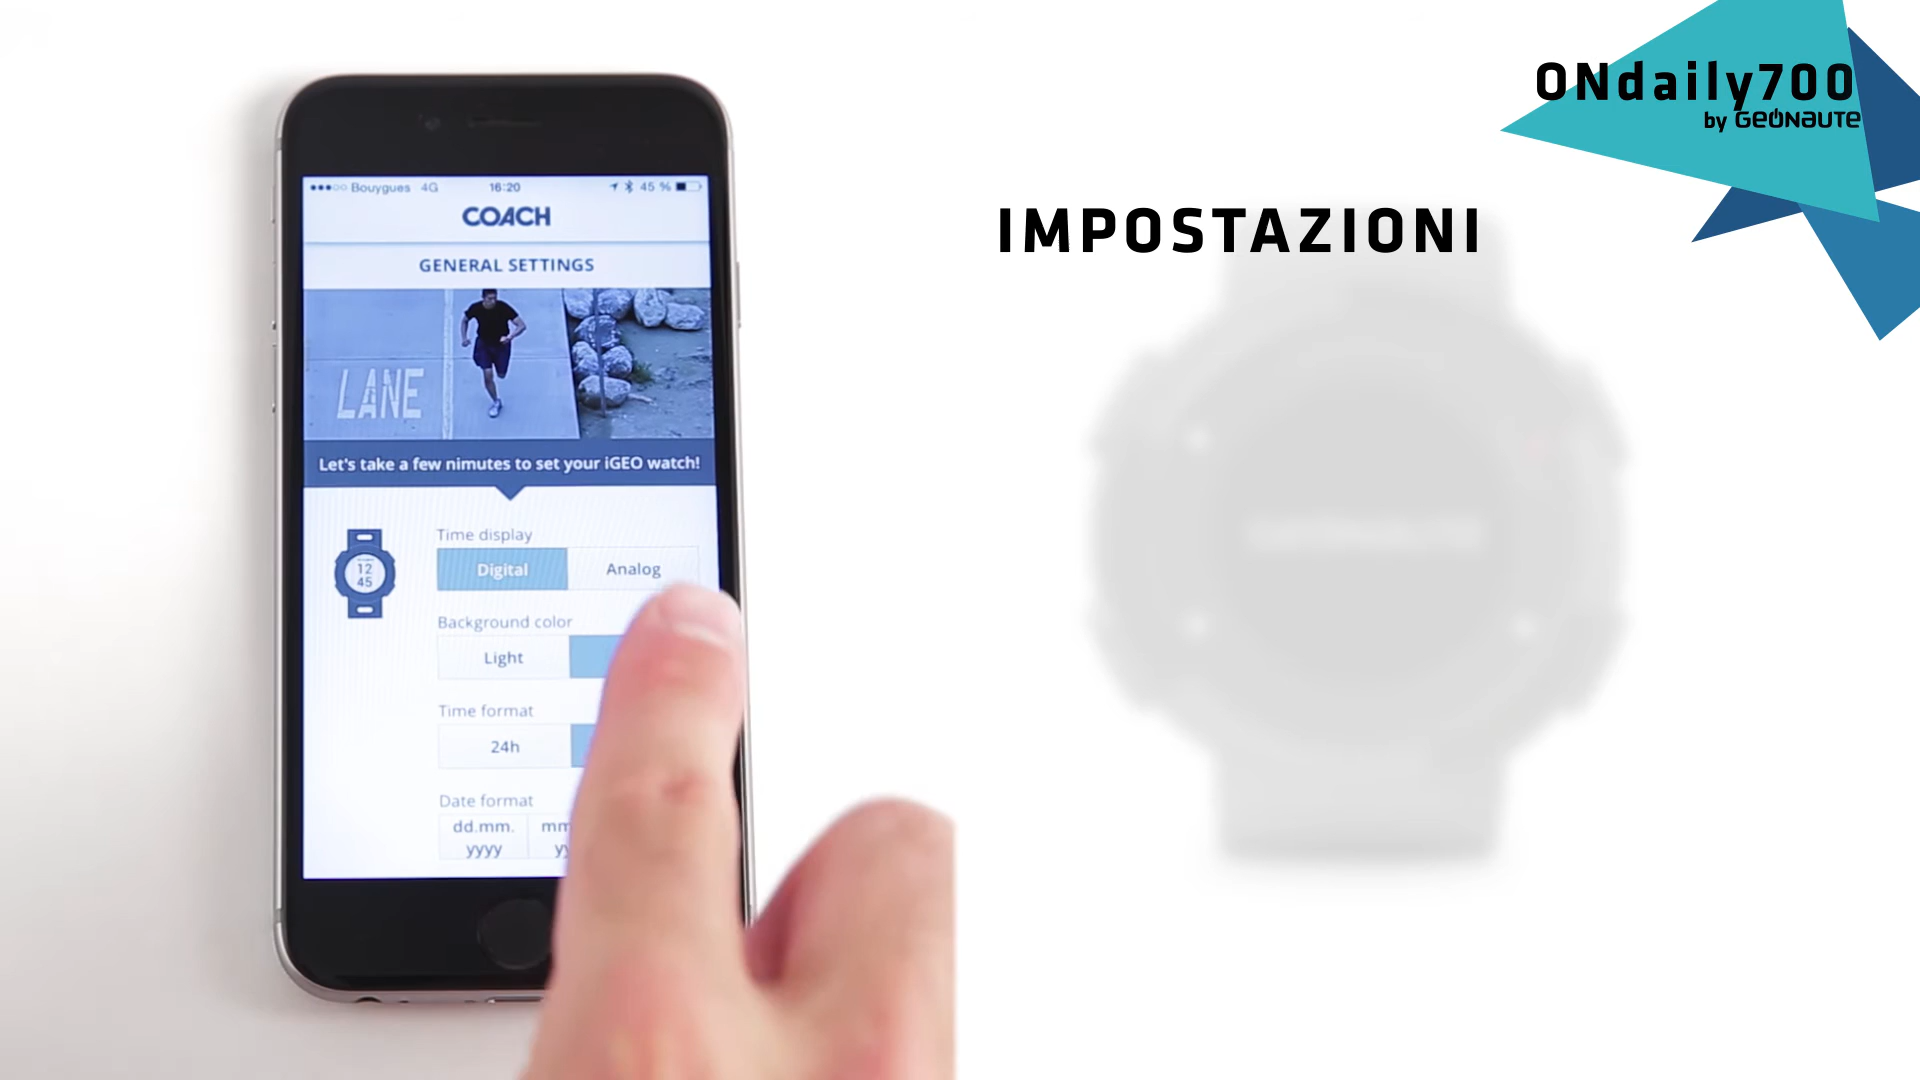 ●●●○○ Bouygues 4G 16:20 45 %
COACH
GENERAL SETTINGS
LANE
Let's take a few nimutes to set your iGEO watch!
12
45
Time display
Digital Analog
Background color
Light
Time format
24h
Date format
dd.mm.
yyyy
ONdaily700
by GEONAUTE
IMPOSTAZIONI